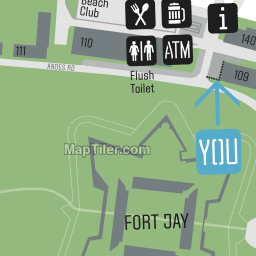 Beach
Club
i
140
110
111
ATM
109
ANDES RD
Flush
Toilet
YOU
MapTiler.com
FORT JAY